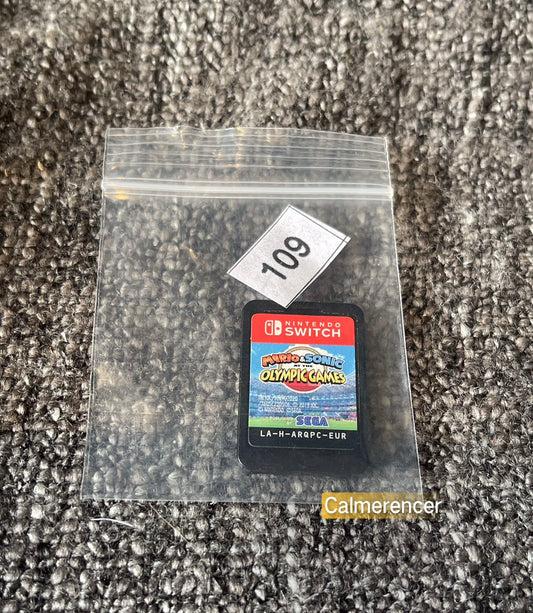 109
NINTENDO
SWITCH
MARIO & SONIC
AT THE
OLYMPIC GAMES
SEGA
LA-H-ARQPC-EUR
Calmerencer